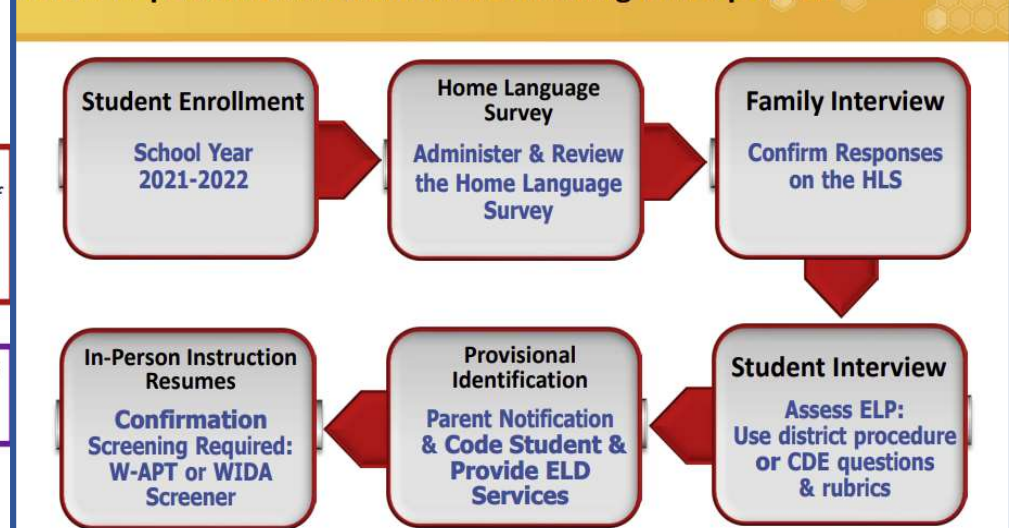 Student Enrollment
School Year
2021-2022
Home Language
Survey
Administer & Review
the Home Language
Survey
Family Interview
Confirm Responses
on the HLS
Student Interview
Assess ELP:
Use district procedure
or CDE questions
& rubrics
Provisional
Identification
Parent Notification
& Code Student &
Provide ELD
Services
In-Person Instruction
Resumes
Confirmation
Screening Required:
W-APT or WIDA
Screener